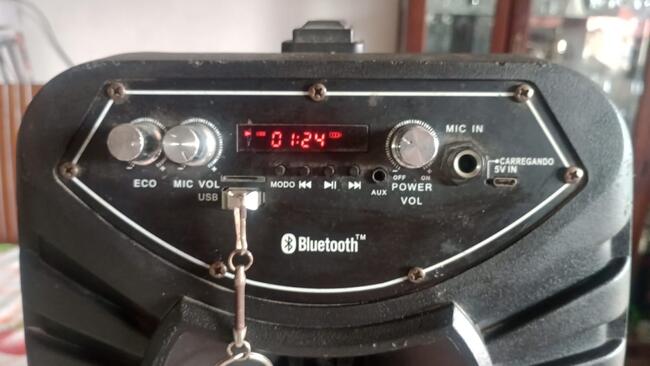 01:24
MIC IN
CARREGANDO
5V IN
ECO
MIC VOL
USB
MODO
AUX
OFF
ON
POWER
VOL
Bluetooth™